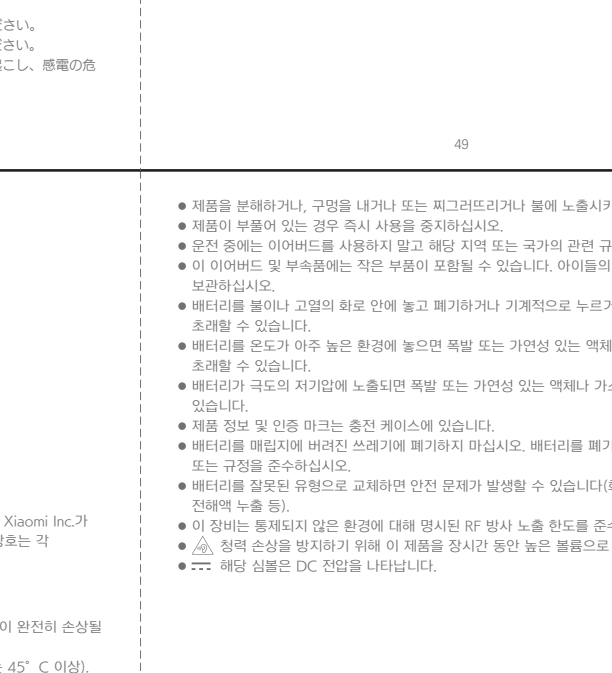 ださい。
ださい。
起こし、感電の危
49
Xiaomi Inc.가
상호는 각
이 완전히 손상될
는 45°C 이상).
● 제품을 분해하거나, 구멍을 내거나 또는 찌그러뜨리거나 불에 노출시키
● 제품이 부풀어 있는 경우 즉시 사용을 중지하십시오.
● 운전 중에는 이어버드를 사용하지 말고 해당 지역 또는 국가의 관련 규
● 이 이어버드 및 부속품에는 작은 부품이 포함될 수 있습니다. 아이들의
보관하십시오.
● 배터리를 불이나 고열의 화로 안에 놓고 폐기하거나 기계적으로 누르거
초래할 수 있습니다.
● 배터리를 온도가 아주 높은 환경에 놓으면 폭발 또는 가연성 있는 액체
초래할 수 있습니다.
● 배터리가 극도의 저기압에 노출되면 폭발 또는 가연성 있는 액체나 가스
있습니다.
● 제품 정보 및 인증 마크는 충전 케이스에 있습니다.
● 배터리를 매립지에 버려진 쓰레기에 폐기하지 마십시오. 배터리를 폐기
또는 규정을 준수하십시오.
● 배터리를 잘못된 유형으로 교체하면 안전 문제가 발생할 수 있습니다(
전해액 누출 등).
● 이 장비는 통제되지 않은 환경에 대해 명시된 RF 방사 노출 한도를 준수
● 청력 손상을 방지하기 위해 이 제품을 장시간 동안 높은 볼륨으로
● 해당 심볼은 DC 전압을 나타냅니다.